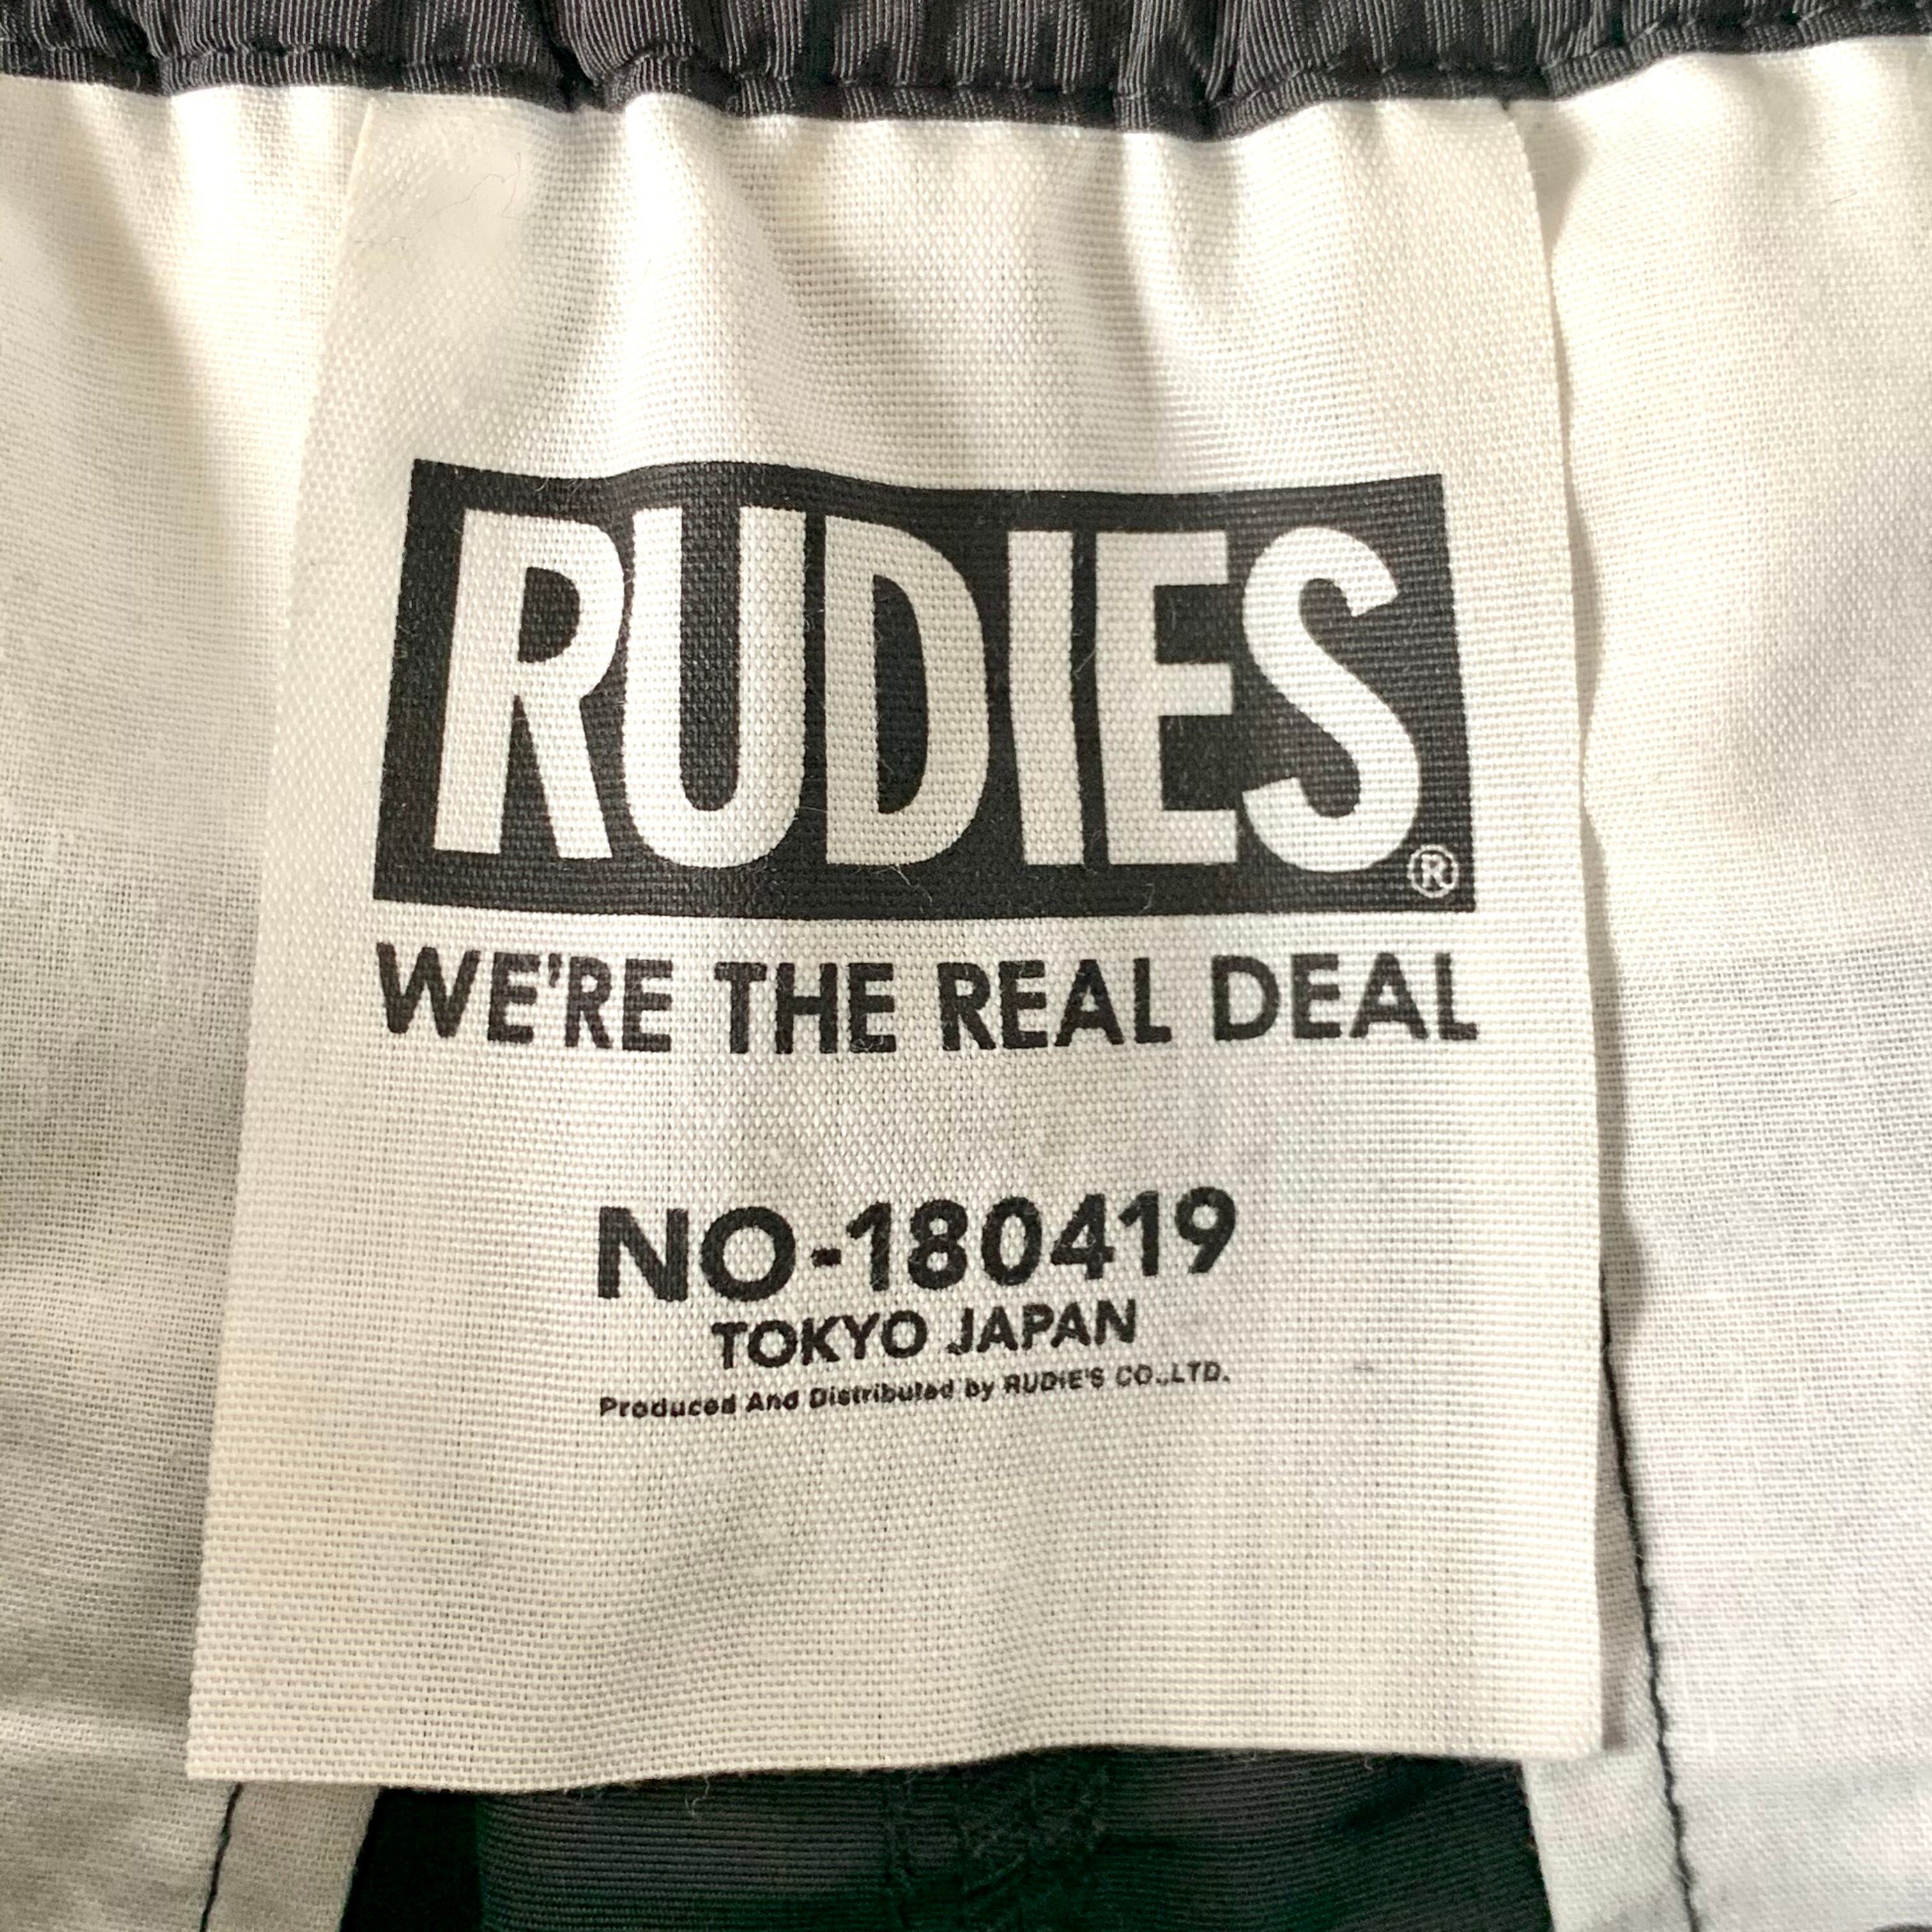 RUDIES®
WE'RE THE REAL DEAL
NO-180419
TOKYO JAPAN
Produced And Distributed by RUDIE'S CO.,LTD.